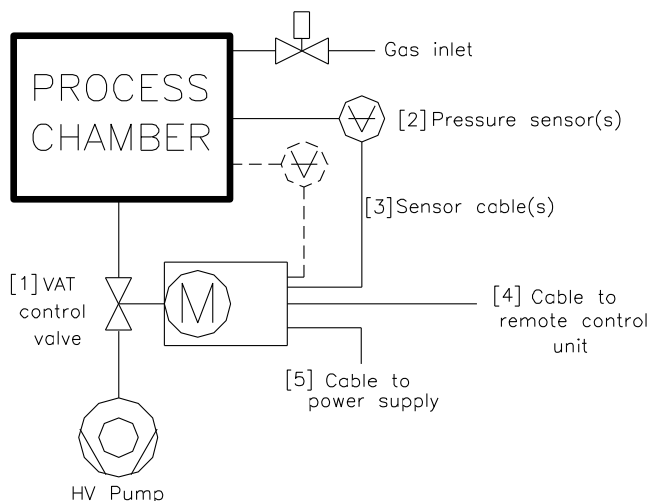 Gas inlet
PROCESS
CHAMBER
[2] Pressure sensor(s)
[3] Sensor cable(s)
[1] VAT
control
valve
M
[4] Cable to
remote control
unit
[5] Cable to
power supply
HV Pump